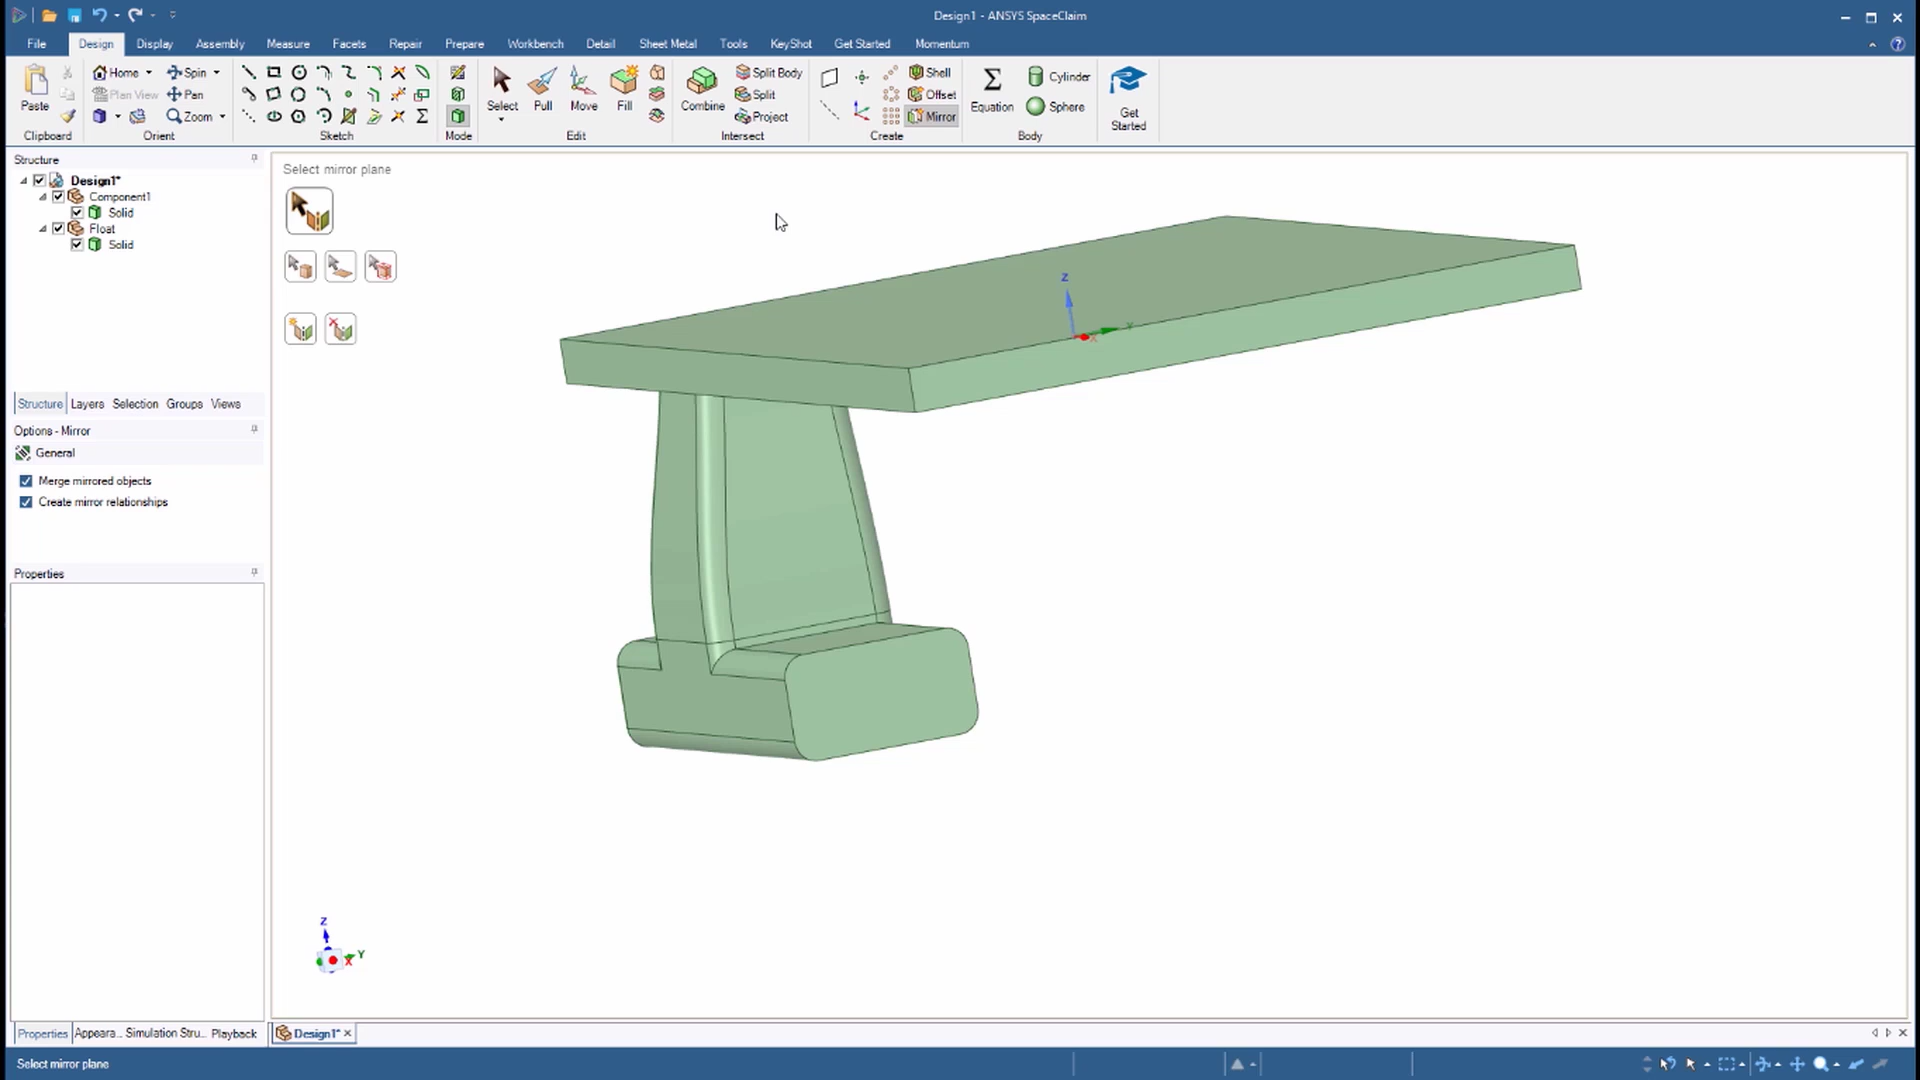 Design1 - ANSYS SpaceClaim
File Design Display Assembly Measure Facets Repair Prepare Workbench Detail Sheet Metal Tools KeyShot Get Started Momentum
Paste
Clipboard
Home Spin
Plan View Pan
Zoom
Orient
Sketch
Mode
Select Pull Move Fill
Edit
Combine
Split Body
Split
Project
Intersect
Shell
Offset
Mirror
Create
Equation
Cylinder
Sphere
Body
Get
Started
Structure
Design1*
Component1
Solid
Float
Solid
Structure Layers Selection Groups Views
Options - Mirror
General
Merge mirrored objects
Create mirror relationships
Properties
Properties Appeara... Simulation Stru... Playback
Select mirror plane
Z
Y
X
Z
Y
X
Design1*
Select mirror plane